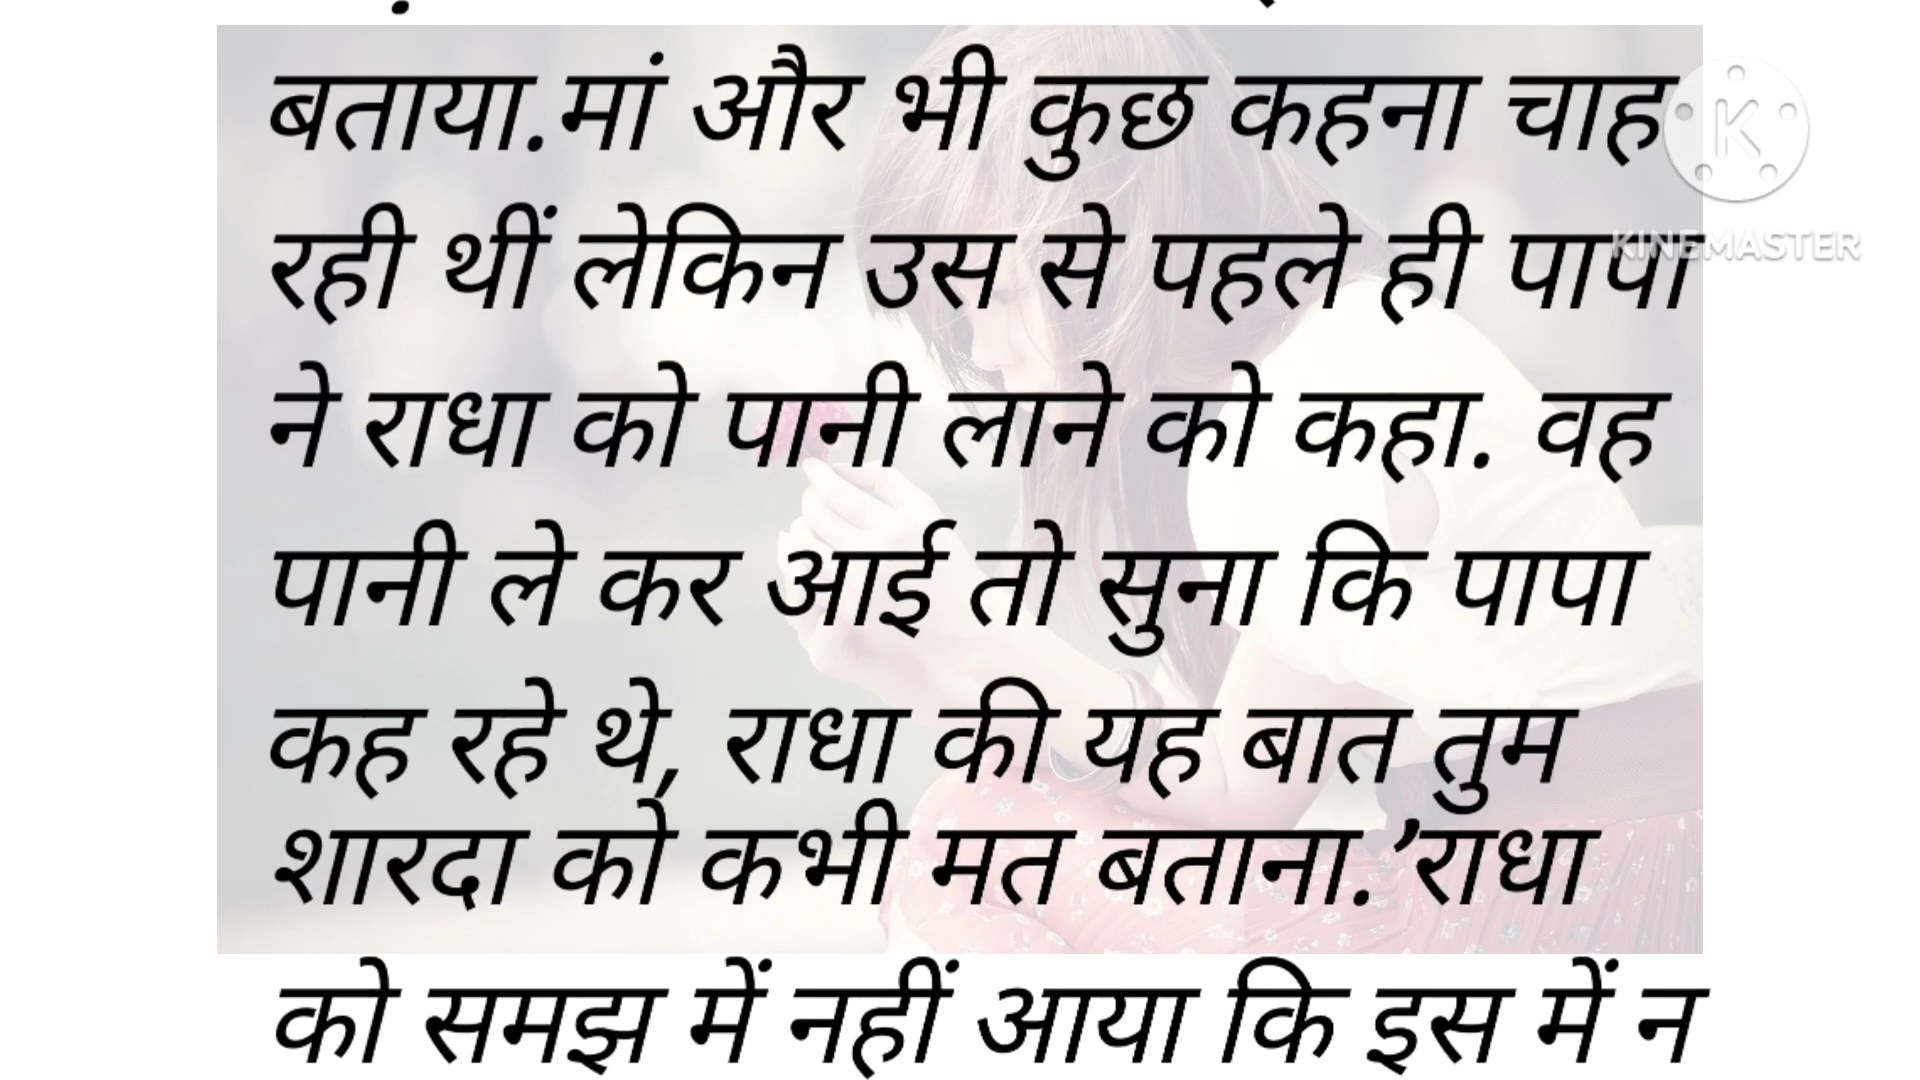 बताया.मां और भी कुछ कहना चाह
रही थीं लेकिन उस से पहले ही पापा
ने राधा को पानी लाने को कहा. वह
पानी ले कर आई तो सुना कि पापा
कह रहे थे, राधा की यह बात तुम
शारदा को कभी मत बताना.’राधा
को समझ में नहीं आया कि इस में न
K
KINEMASTER